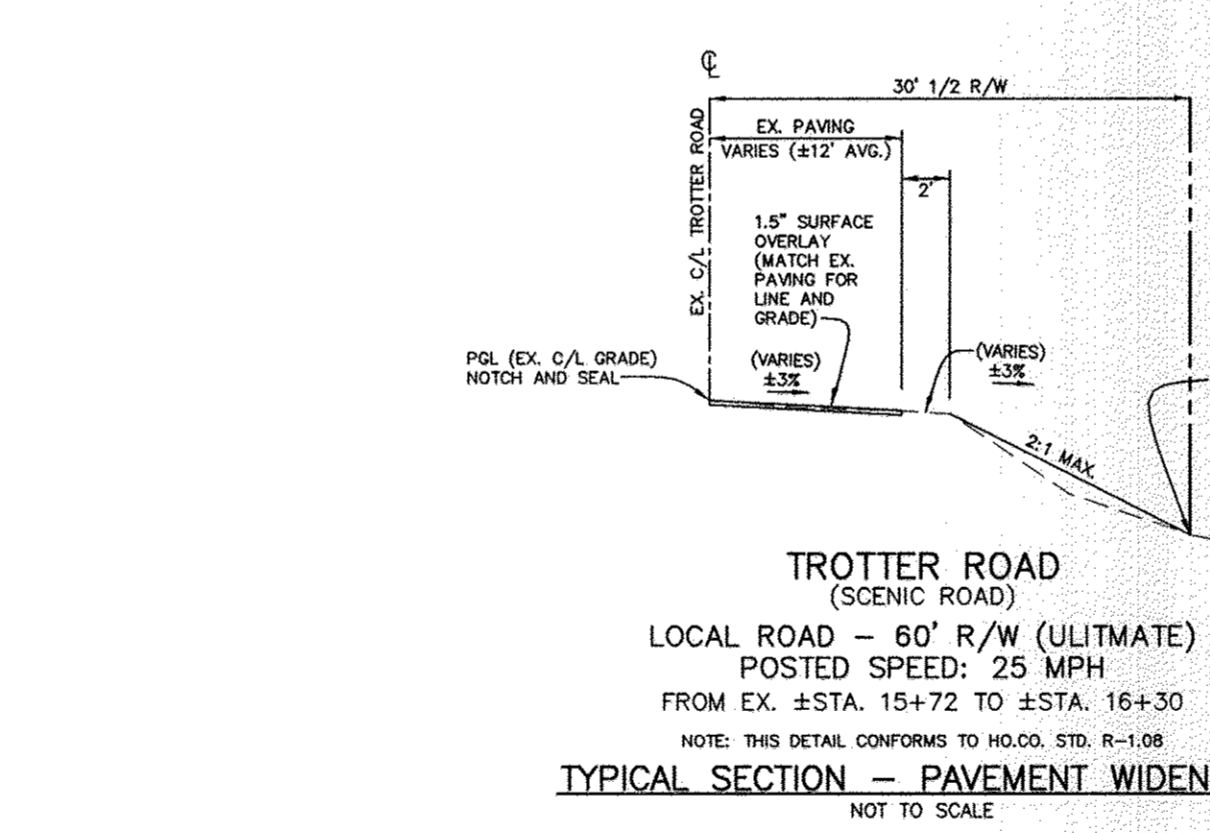 ℄
30' 1/2 R/W
EX. C/L TROTTER ROAD
EX. PAVING
VARIES (±12' AVG.)
2'
1.5" SURFACE
OVERLAY
(MATCH EX.
PAVING FOR
LINE AND
GRADE)
PGL (EX. C/L GRADE)
NOTCH AND SEAL
(VARIES)
±3%
(VARIES)
±3%
2:1 MAX.
TROTTER ROAD
(SCENIC ROAD)
LOCAL ROAD – 60' R/W (ULITMATE)
POSTED SPEED: 25 MPH
FROM EX. ±STA. 15+72 TO ±STA. 16+30
NOTE: THIS DETAIL CONFORMS TO HO.CO. STD. R-1.08
TYPICAL SECTION – PAVEMENT WIDEN
NOT TO SCALE